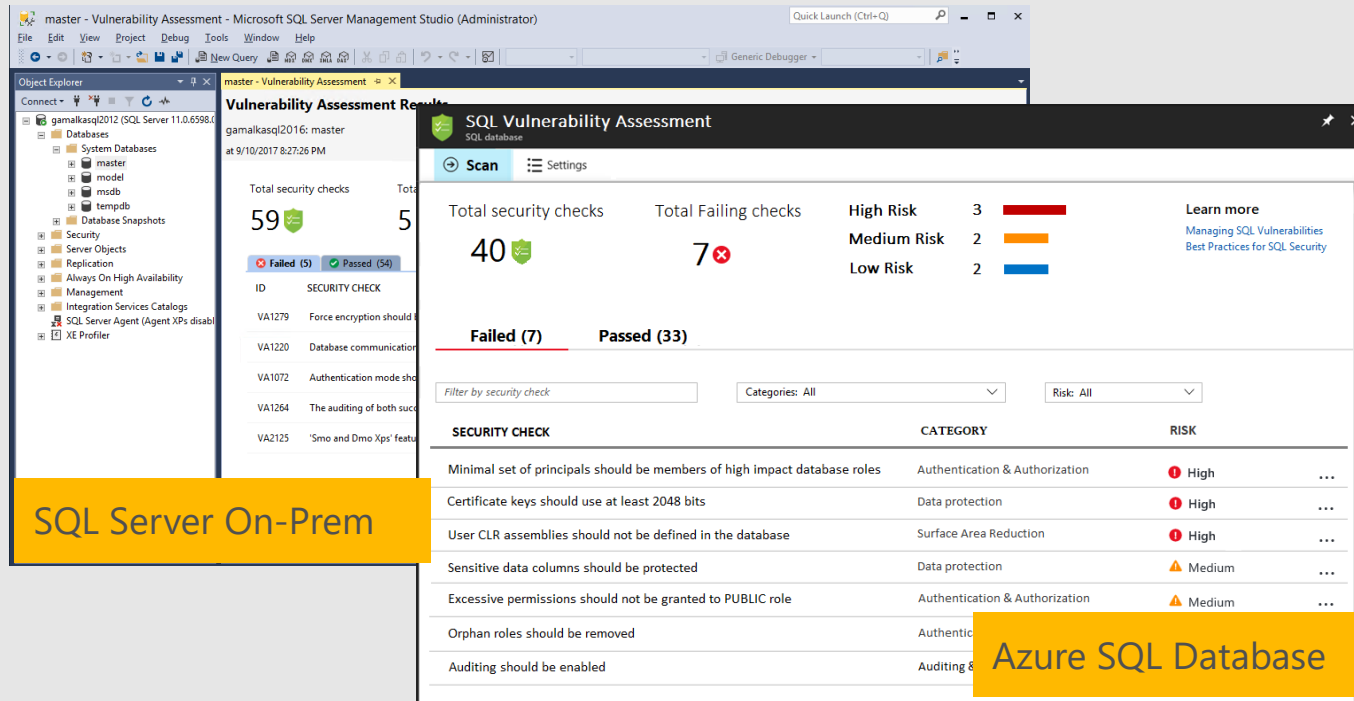 master - Vulnerability Assessment - Microsoft SQL Server Management Studio (Administrator)
Quick Launch (Ctrl+Q)
File Edit View Project Debug Tools Window Help
New Query
Generic Debugger
Object Explorer
Connect
gamalkasql2012 (SQL Server 11.0.6598.0
Databases
System Databases
master
model
msdb
tempdb
Database Snapshots
Security
Server Objects
Replication
Always On High Availability
Management
Integration Services Catalogs
SQL Server Agent (Agent XPs disabl
XE Profiler
master - Vulnerability Assessment
Vulnerability Assessment Results
gamalkasql2016: master
at 9/10/2017 8:27:26 PM
Total security checks
59
5
Failed (5) Passed (54)
ID SECURITY CHECK
VA1279 Force encryption should
VA1220 Database communication
VA1072 Authentication mode sho
VA1264 The auditing of both succ
VA2125 'Smo and Dmo Xps' featu
SQL Server On-Prem
SQL Vulnerability Assessment
SQL database
Scan Settings
Total security checks
40
Total Failing checks
7
High Risk 3
Medium Risk 2
Low Risk 2
Learn more
Managing SQL Vulnerabilities
Best Practices for SQL Security
Failed (7) Passed (33)
Filter by security check Categories: All Risk: All
SECURITY CHECK CATEGORY RISK
Minimal set of principals should be members of high impact database roles Authentication & Authorization High ...
Certificate keys should use at least 2048 bits Data protection High ...
User CLR assemblies should not be defined in the database Surface Area Reduction High ...
Sensitive data columns should be protected Data protection Medium ...
Excessive permissions should not be granted to PUBLIC role Authentication & Authorization Medium ...
Orphan roles should be removed Authentic
Auditing should be enabled Auditing &
Azure SQL Database